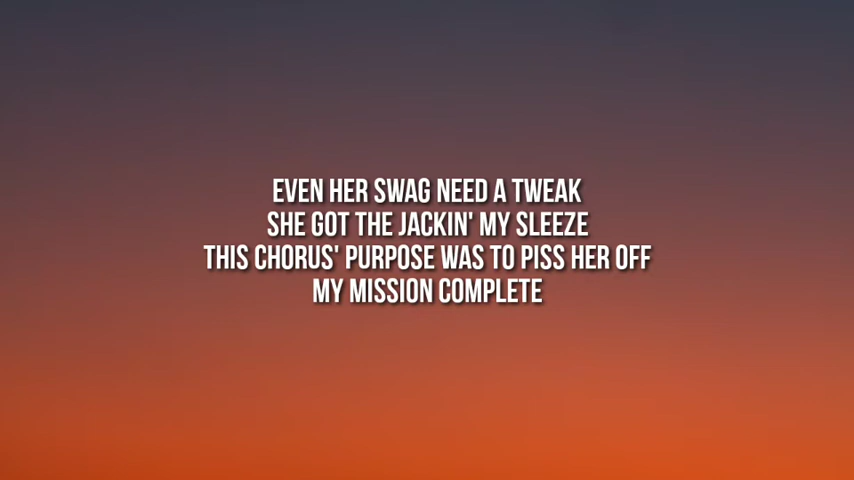 EVEN HER SWAG NEED A TWEAK
SHE GOT THE JACKIN' MY SLEEZE
THIS CHORUS' PURPOSE WAS TO PISS HER OFF
MY MISSION COMPLETE